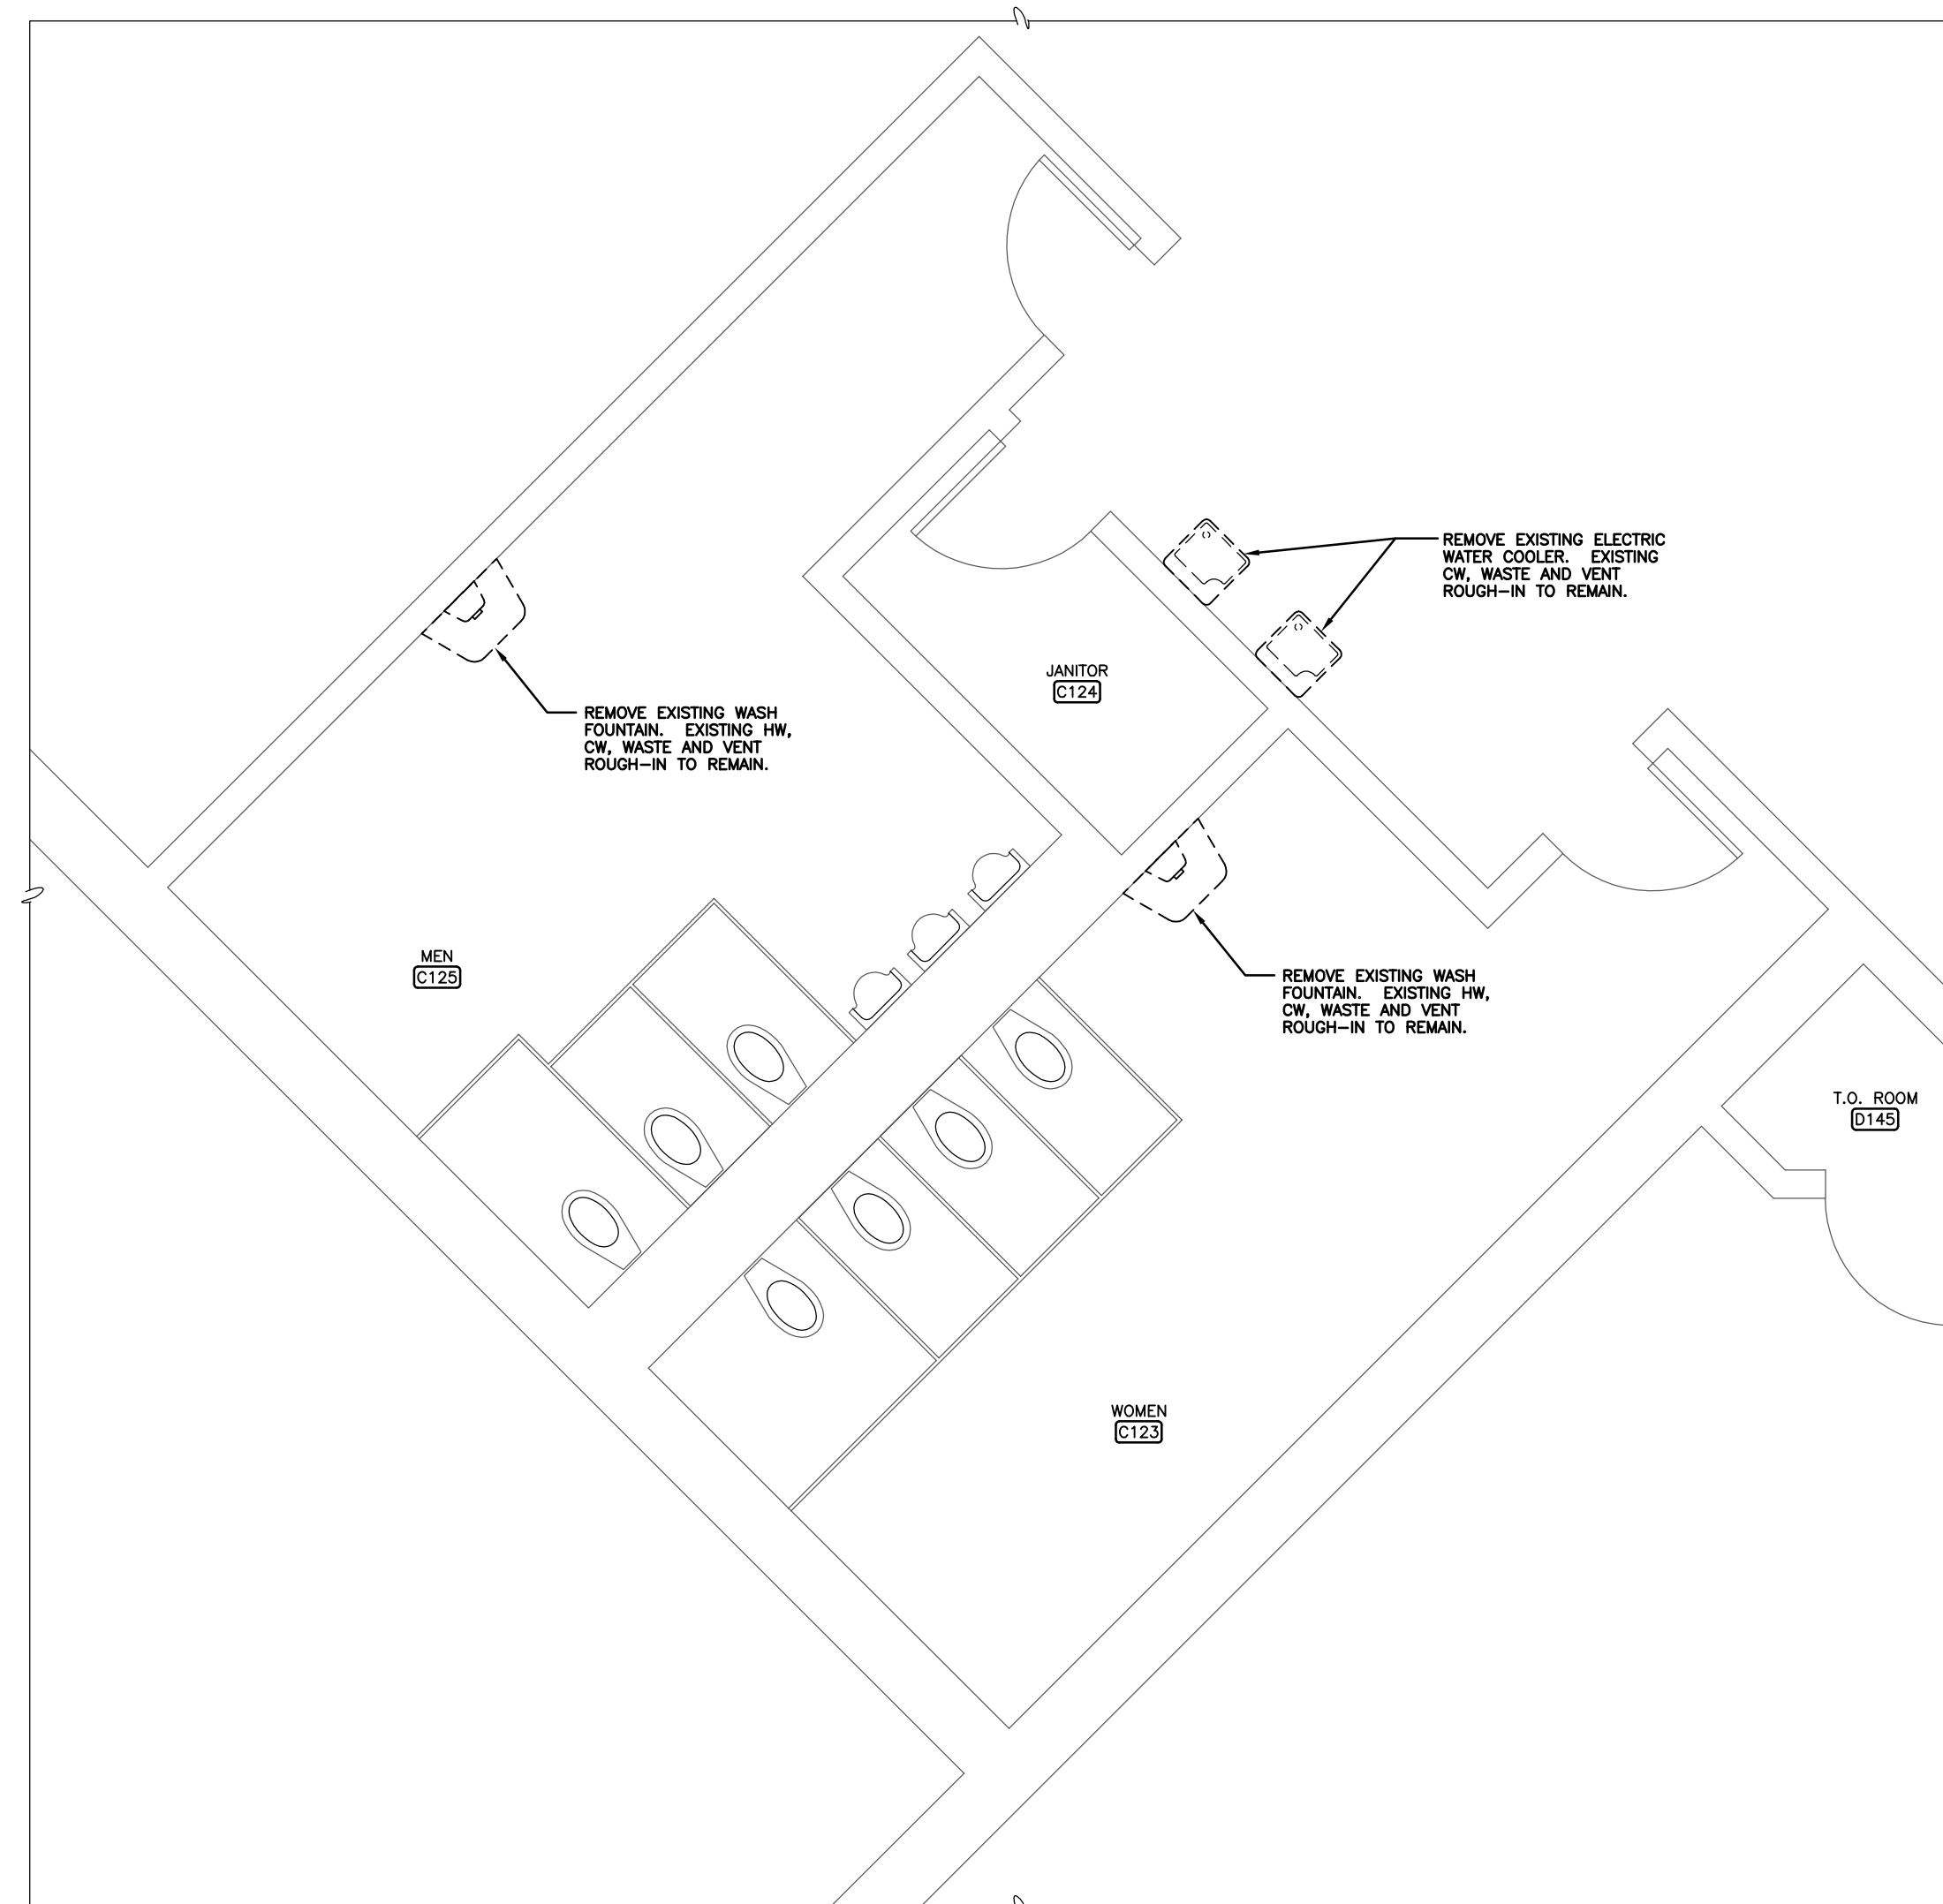 REMOVE EXISTING ELECTRIC
WATER COOLER. EXISTING
CW, WASTE AND VENT
ROUGH-IN TO REMAIN.
JANITOR
C124
REMOVE EXISTING WASH
FOUNTAIN. EXISTING HW,
CW, WASTE AND VENT
ROUGH-IN TO REMAIN.
MEN
C125
REMOVE EXISTING WASH
FOUNTAIN. EXISTING HW,
CW, WASTE AND VENT
ROUGH-IN TO REMAIN.
T.O. ROOM
D145
WOMEN
C123